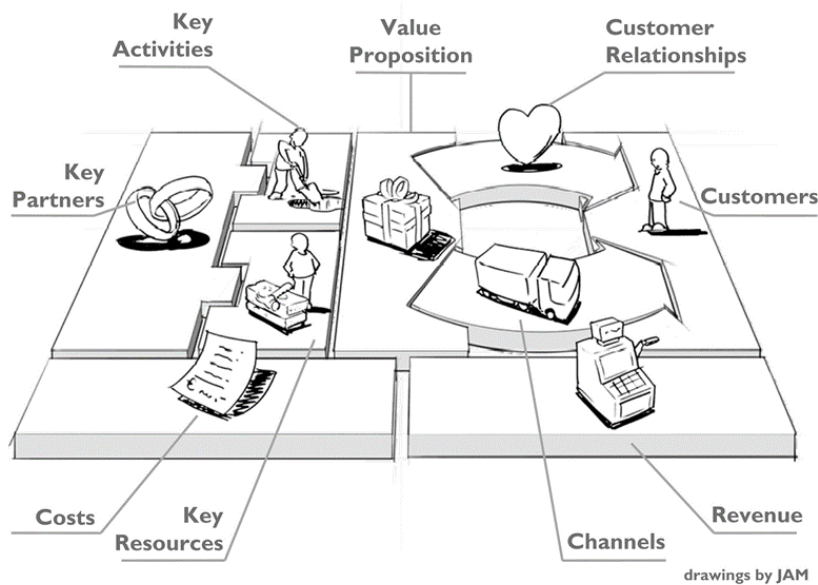 Key
Activities
Value
Proposition
Customer
Relationships
Key
Partners
Customers
Costs
Key
Resources
Channels
Revenue
drawings by JAM